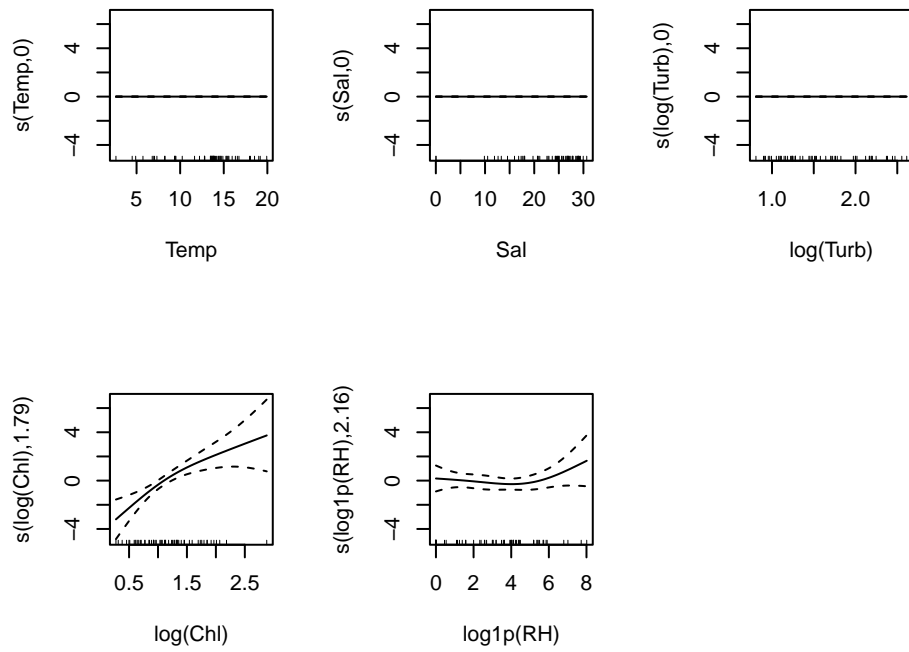 s(Temp,0)
4
0
−4
5 10 15 20
Temp
s(Sal,0)
4
0
−4
0 10 20 30
Sal
s(log(Turb),0)
4
0
−4
1.0 2.0
log(Turb)
s(log(Chl),1.79)
4
0
−4
0.5 1.5 2.5
log(Chl)
s(log1p(RH),2.16)
4
0
−4
0 2 4 6 8
log1p(RH)